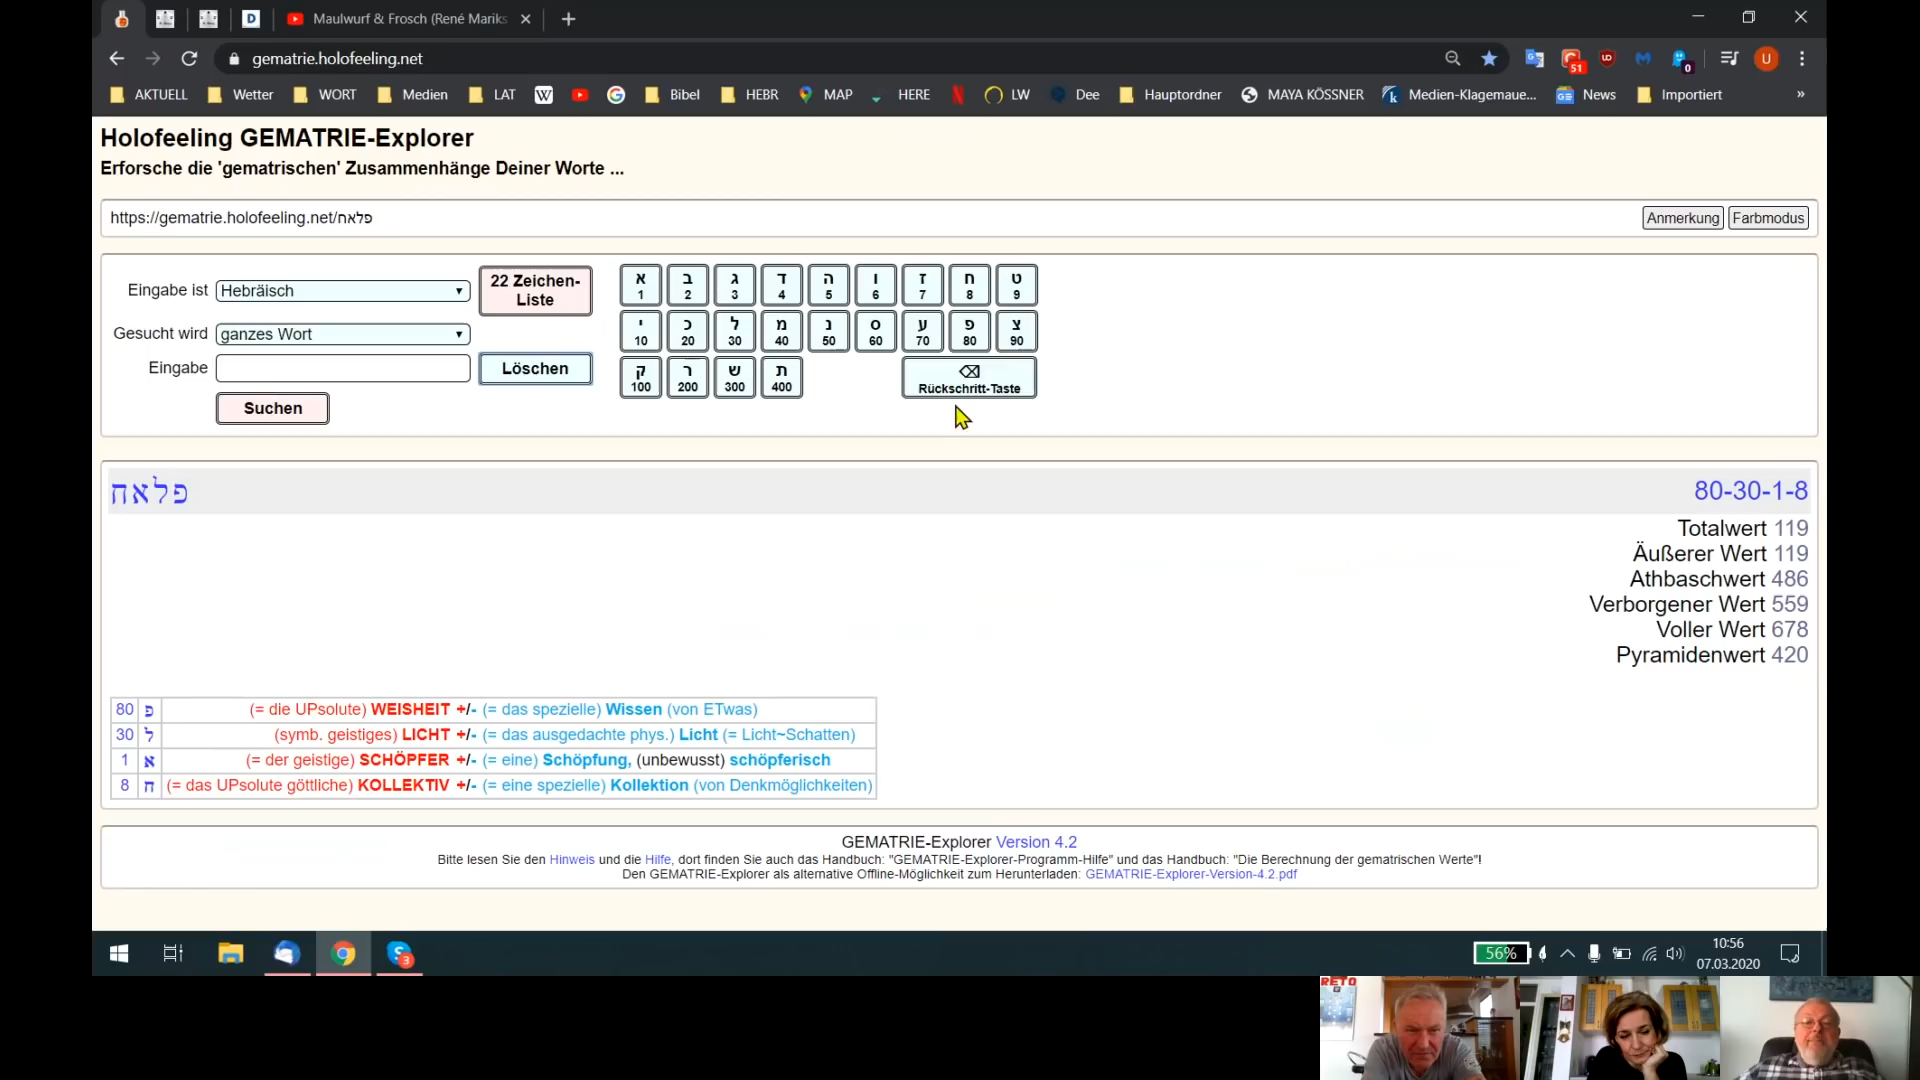 Maulwurf & Frosch (René Mariks
gematrie.holofeeling.net
51
0
U
AKTUELL Wetter WORT Medien LAT W Bibel HEBR MAP HERE LW Dee Hauptordner MAYA KÖSSNER Medien-Klagemaue... News Importiert »
Holofeeling GEMATRIE-Explorer
Erforsche die 'gematrischen' Zusammenhänge Deiner Worte ...
https://gematrie.holofeeling.net/פלאח
Anmerkung Farbmodus
Eingabe ist Hebräisch
22 Zeichen-
Liste
Gesucht wird ganzes Wort
Eingabe
Löschen
Suchen
א ב ג ד ה ו ז ח ט
1 2 3 4 5 6 7 8 9
י כ ל מ נ ס ע פ צ
10 20 30 40 50 60 70 80 90
ק ר ש ת
100 200 300 400
Rückschritt-Taste
פלאח
80-30-1-8
Totalwert 119
Äußerer Wert 119
Athbaschwert 486
Verborgener Wert 559
Voller Wert 678
Pyramidenwert 420
80 פ (= die UPsolute) WEISHEIT +/- (= das spezielle) Wissen (von ETwas)
30 ל (symb. geistiges) LICHT +/- (= das ausgedachte phys.) Licht (= Licht~Schatten)
1 א (= der geistige) SCHÖPFER +/- (= eine) Schöpfung, (unbewusst) schöpferisch
8 ח (= das UPsolute göttliche) KOLLEKTIV +/- (= eine spezielle) Kollektion (von Denkmöglichkeiten)
GEMATRIE-Explorer Version 4.2
Bitte lesen Sie den Hinweis und die Hilfe, dort finden Sie auch das Handbuch: "GEMATRIE-Explorer-Programm-Hilfe" und das Handbuch: "Die Berechnung der gematrischen Werte"!
Den GEMATRIE-Explorer als alternative Offline-Möglichkeit zum Herunterladen: GEMATRIE-Explorer-Version-4.2.pdf
3
56%
10:56
07.03.2020
RETO